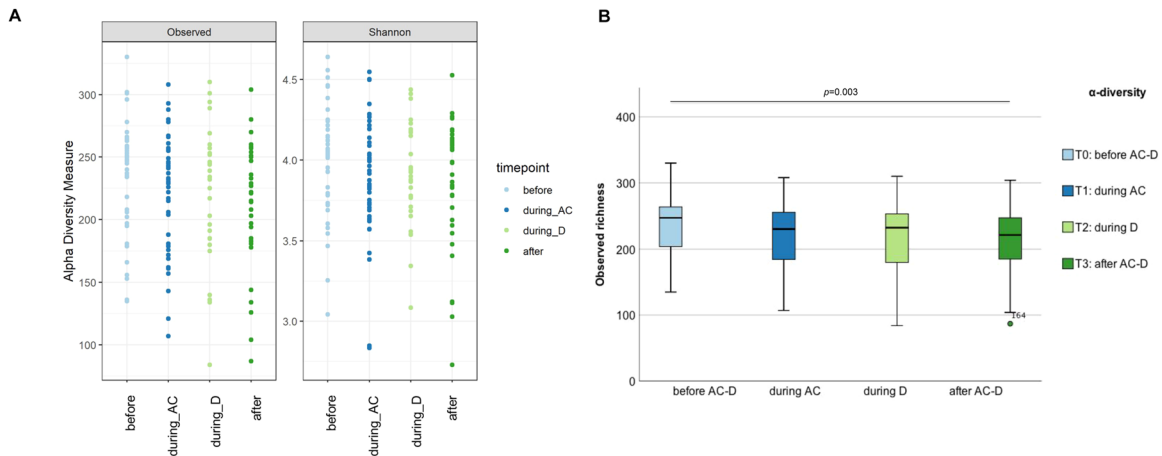 A
Observed
Shannon
Alpha Diversity Measure
300
250
200
150
100
4.5
4.0
3.5
3.0
before
during_AC
during_D
after
before
during_AC
during_D
after
timepoint
before
during_AC
during_D
after
B
p=0.003
Observed richness
400
300
200
100
0
164
before AC-D
during AC
during D
after AC-D
α-diversity
T0: before AC-D
T1: during AC
T2: during D
T3: after AC-D